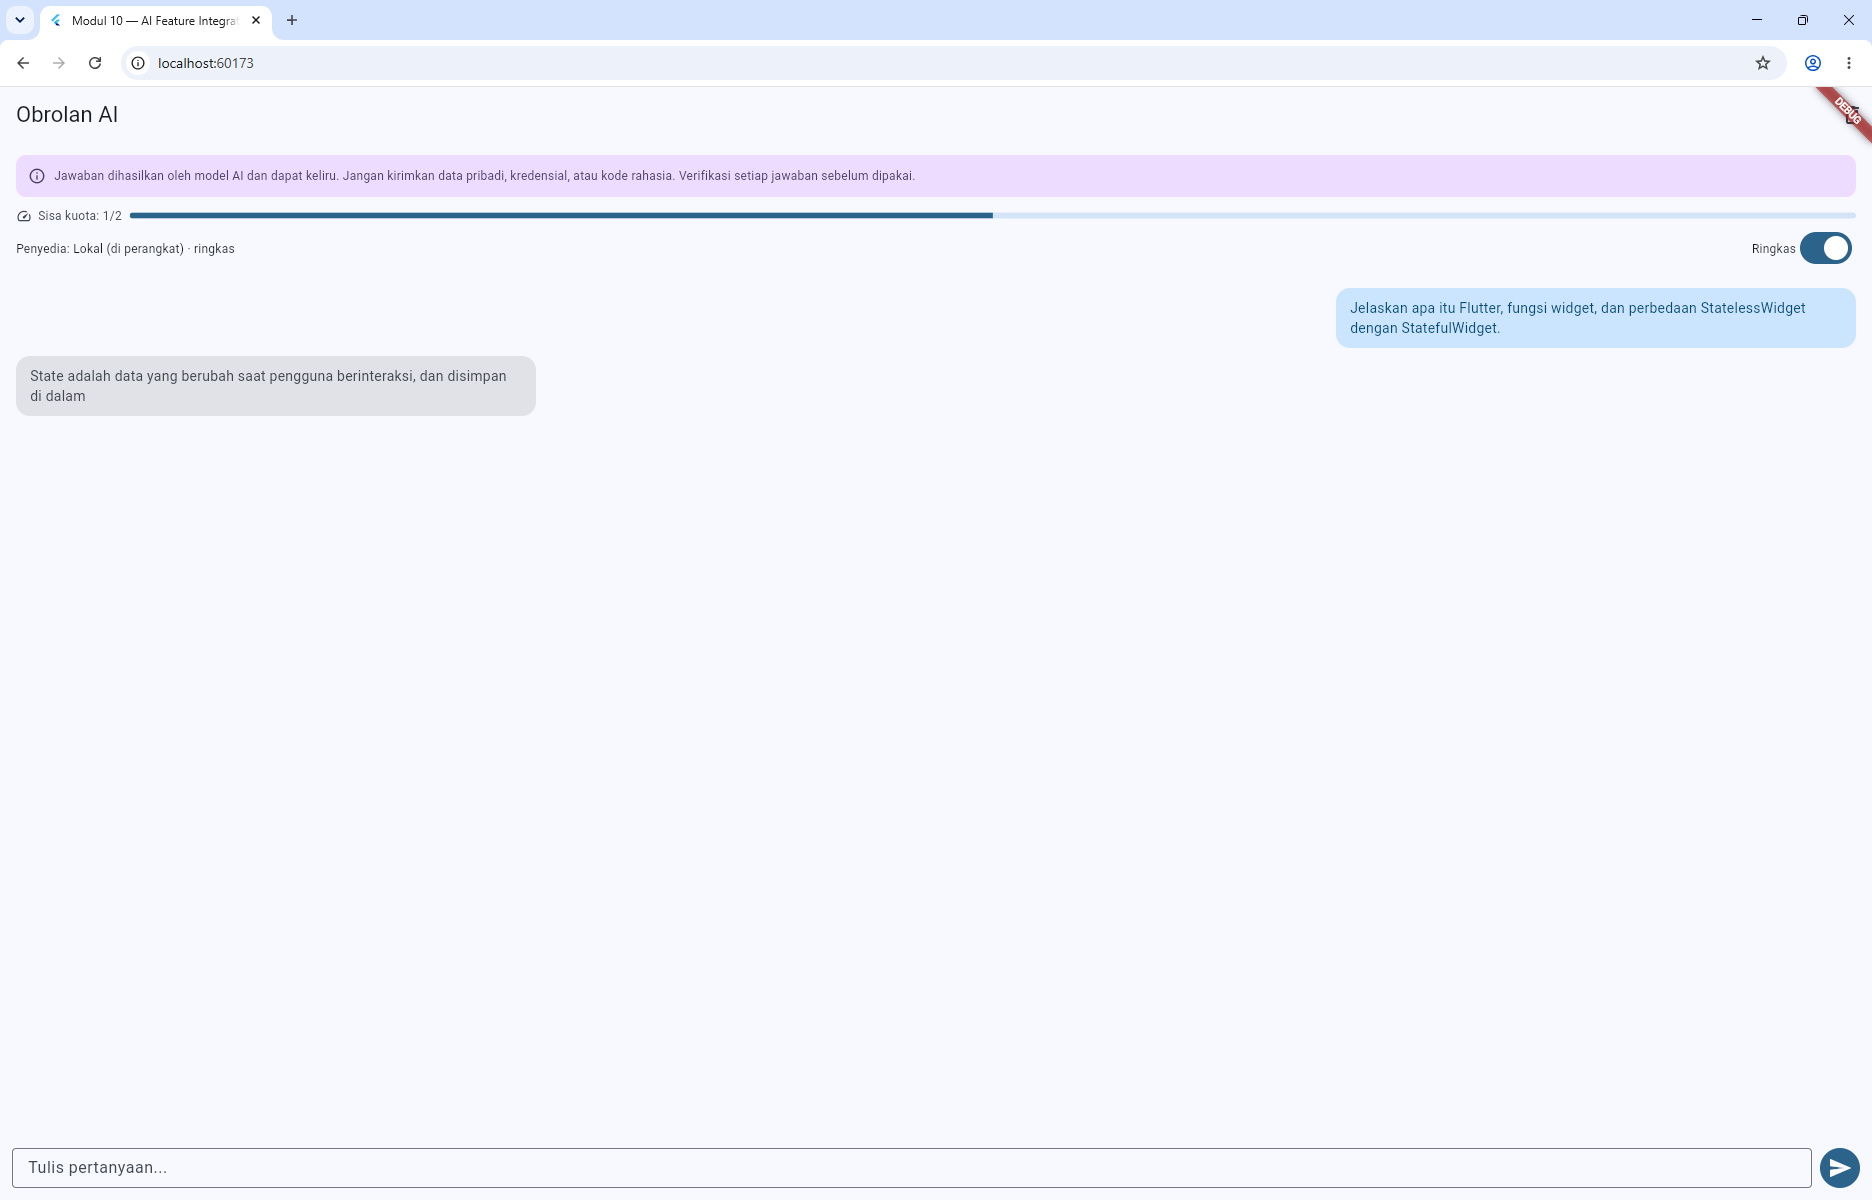 Modul 10 — AI Feature Integra
localhost:60173
Obrolan AI
DEBUG
Jawaban dihasilkan oleh model AI dan dapat keliru. Jangan kirimkan data pribadi, kredensial, atau kode rahasia. Verifikasi setiap jawaban sebelum dipakai.
Sisa kuota: 1/2
Penyedia: Lokal (di perangkat) · ringkas
Ringkas
Jelaskan apa itu Flutter, fungsi widget, dan perbedaan StatelessWidget
dengan StatefulWidget.
State adalah data yang berubah saat pengguna berinteraksi, dan disimpan
di dalam
Tulis pertanyaan...